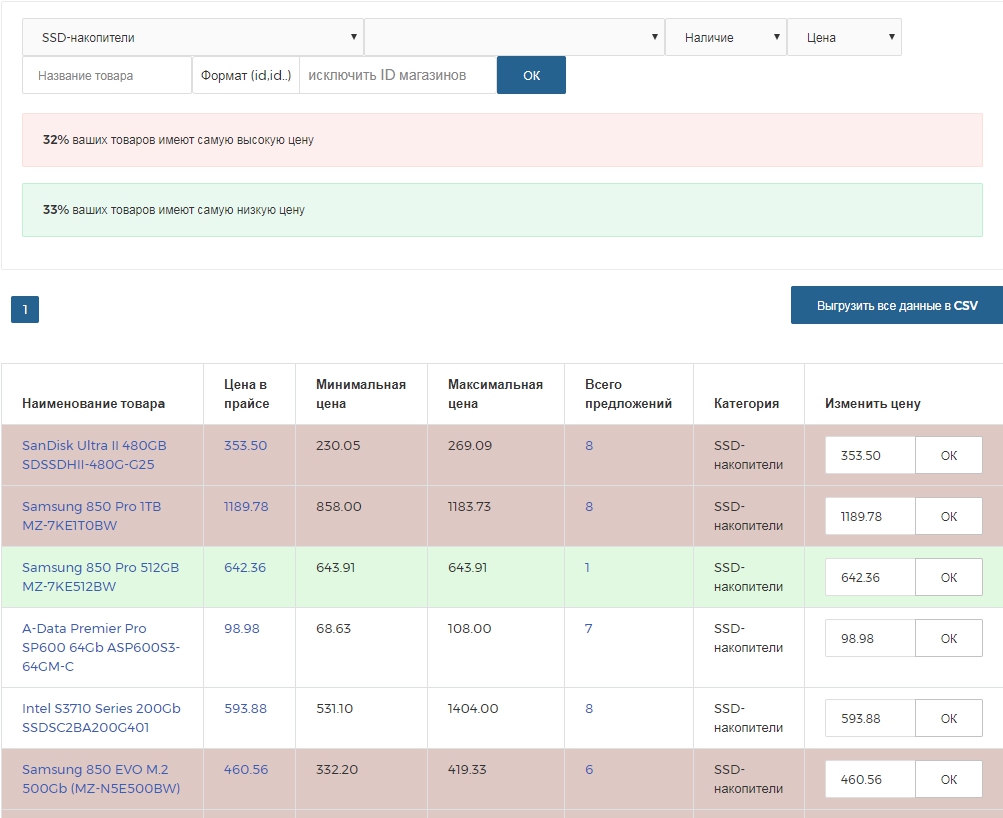 SSD-накопители
Наличие
Цена
Название товара
Формат (id,id..)
исключить ID магазинов
ОК
32% ваших товаров имеют самую высокую цену
33% ваших товаров имеют самую низкую цену
1
Выгрузить все данные в CSV
Наименование товара
Цена в
прайсе
Минимальная
цена
Максимальная
цена
Всего
предложений
Категория
Изменить цену
SanDisk Ultra II 480GB
SDSSDHII-480G-G25
353.50
230.05
269.09
8
SSD-
накопители
353.50
ОК
Samsung 850 Pro 1TB
MZ-7KE1T0BW
1189.78
858.00
1183.73
8
SSD-
накопители
1189.78
ОК
Samsung 850 Pro 512GB
MZ-7KE512BW
642.36
643.91
643.91
1
SSD-
накопители
642.36
ОК
A-Data Premier Pro
SP600 64Gb ASP600S3-
64GM-C
98.98
68.63
108.00
7
SSD-
накопители
98.98
ОК
Intel S3710 Series 200Gb
SSDSC2BA200G401
593.88
531.10
1404.00
8
SSD-
накопители
593.88
ОК
Samsung 850 EVO M.2
500Gb (MZ-N5E500BW)
460.56
332.20
419.33
6
SSD-
накопители
460.56
ОК